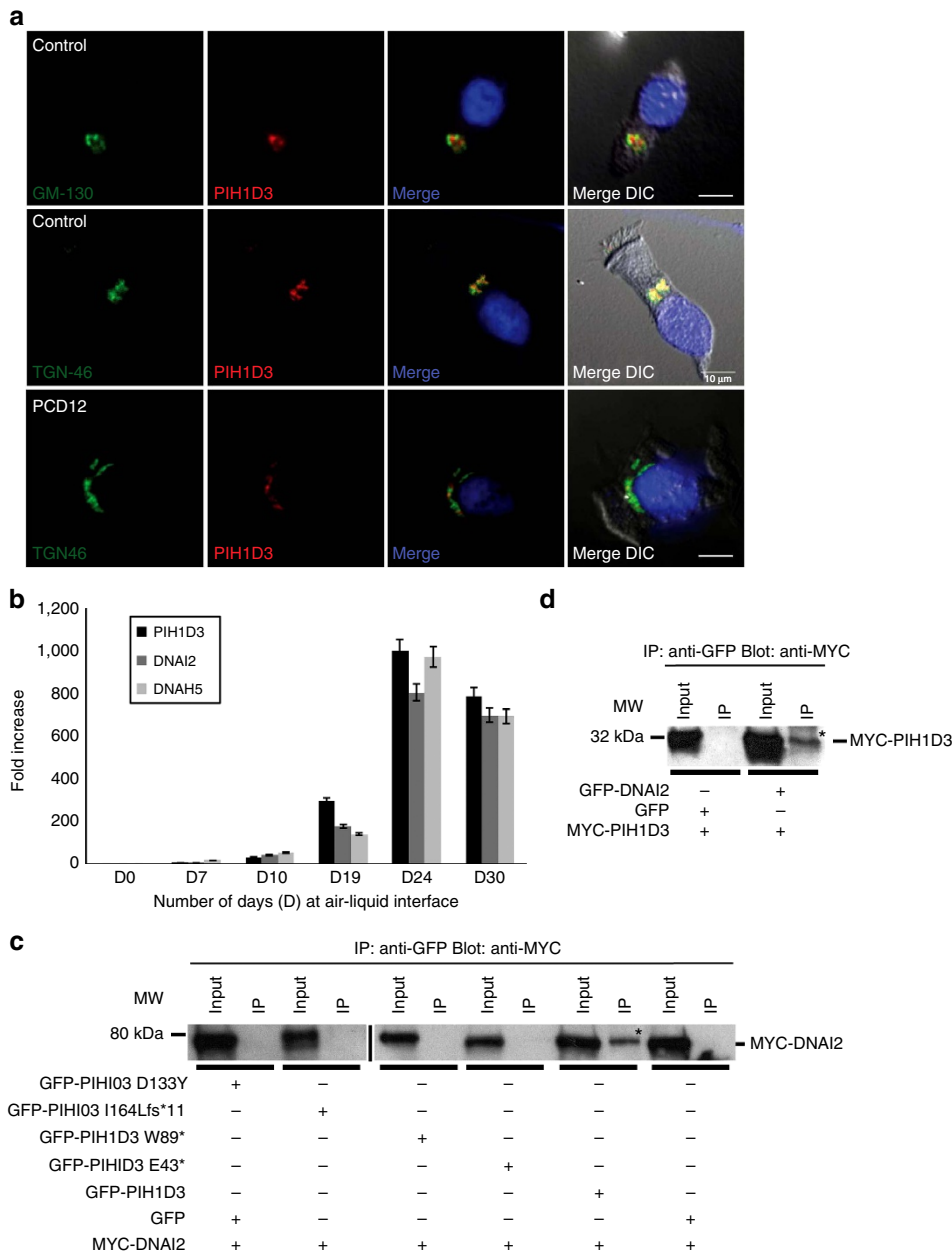 a
Control
GM-130
PIH1D3
Merge
Merge DIC
Control
TGN-46
PIH1D3
Merge
Merge DIC
10 µm
PCD12
TGN46
PIH1D3
Merge
Merge DIC
b
1,200
1,000
800
600
400
200
0
Fold increase
PIH1D3
DNAI2
DNAH5
D0 D7 D10 D19 D24 D30
Number of days (D) at air-liquid interface
d
IP: anti-GFP Blot: anti-MYC
MW Input IP Input IP
32 kDa * MYC-PIH1D3
GFP-DNAI2 – +
GFP + –
MYC-PIH1D3 + +
c
IP: anti-GFP Blot: anti-MYC
MW Input IP Input IP Input IP Input IP Input IP Input IP
80 kDa * MYC-DNAI2
GFP-PIHI03 D133Y + – – – – –
GFP-PIHI03 I164Lfs*11 – + – – – –
GFP-PIH1D3 W89* – – + – – –
GFP-PIHID3 E43* – – – + – –
GFP-PIH1D3 – – – – + –
GFP + – – – – +
MYC-DNAI2 + + + + + +